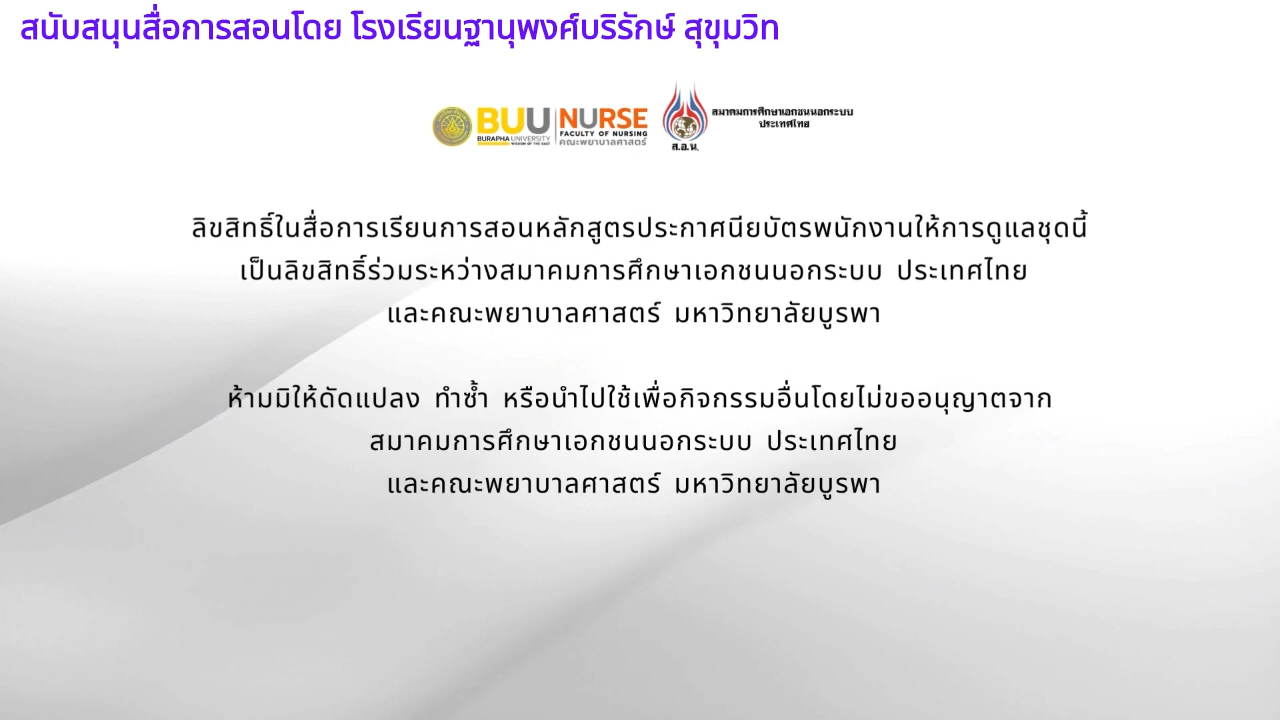 สนับสนุนสื่อการสอนโดย โรงเรียนฐานุพงศ์บริรักษ์ สุขุมวิท
BUU NURSE
BURAPHA UNIVERSITY FACULTY OF NURSING
WISDOM OF THE EAST คณะพยาบาลศาสตร์
สมาคมการศึกษาเอกชนนอกระบบ
ประเทศไทย
ส.อ.น.
ลิขสิทธิ์ในสื่อการเรียนการสอนหลักสูตรประกาศนียบัตรพนักงานให้การดูแลชุดนี้
เป็นลิขสิทธิ์ร่วมระหว่างสมาคมการศึกษาเอกชนนอกระบบ ประเทศไทย
และคณะพยาบาลศาสตร์ มหาวิทยาลัยบูรพา
ห้ามมิให้ดัดแปลง ทำซ้ำ หรือนำไปใช้เพื่อกิจกรรมอื่นโดยไม่ขออนุญาตจาก
สมาคมการศึกษาเอกชนนอกระบบ ประเทศไทย
และคณะพยาบาลศาสตร์ มหาวิทยาลัยบูรพา